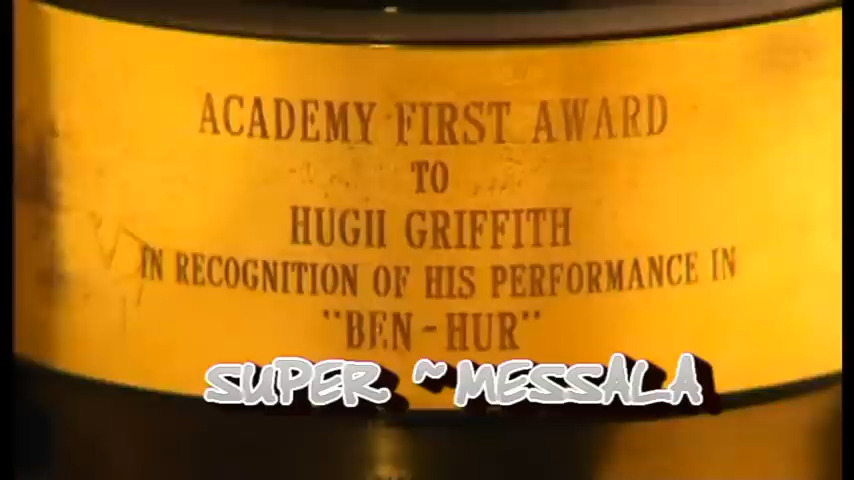 ACADEMY FIRST AWARD
TO
HUGH GRIFFITH
IN RECOGNITION OF HIS PERFORMANCE IN
"BEN-HUR"
SUPER ~MESSALA